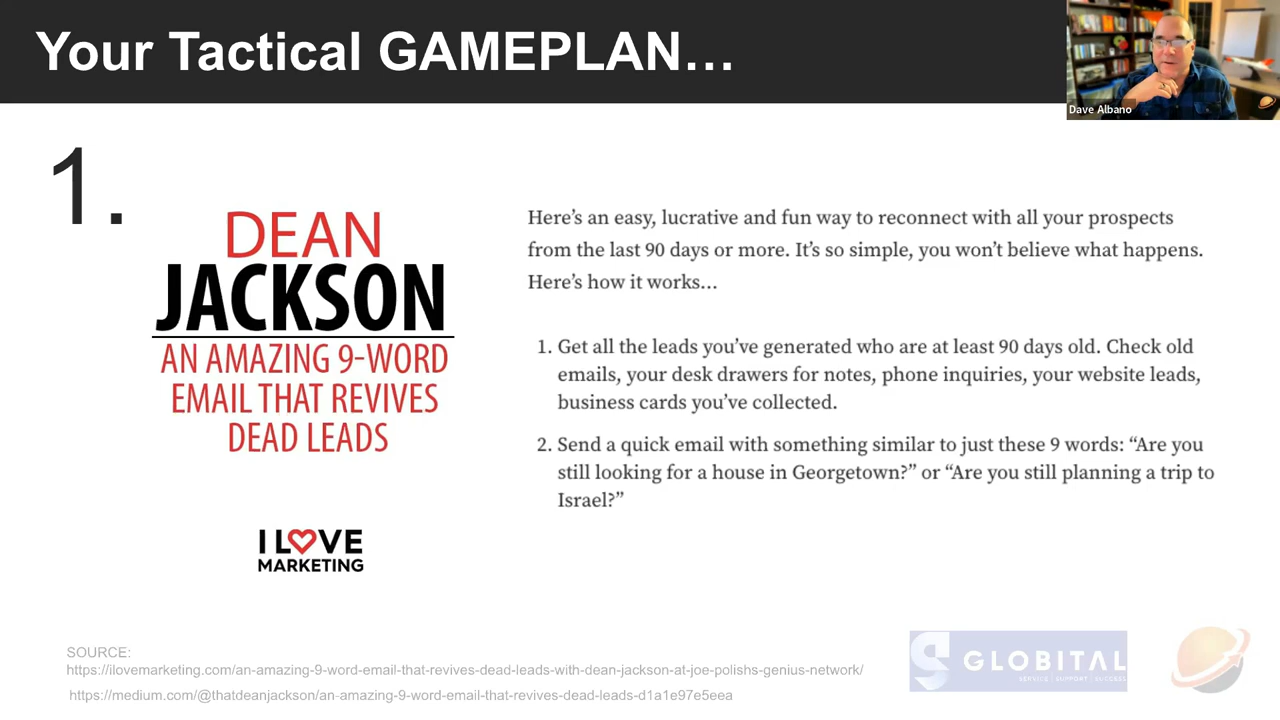 Your Tactical GAMEPLAN...
Dave Albano
1.
DEAN
JACKSON
AN AMAZING 9-WORD
EMAIL THAT REVIVES
DEAD LEADS
I LOVE
MARKETING
Here's an easy, lucrative and fun way to reconnect with all your prospects
from the last 90 days or more. It's so simple, you won't believe what happens.
Here's how it works...
1. Get all the leads you've generated who are at least 90 days old. Check old
emails, your desk drawers for notes, phone inquiries, your website leads,
business cards you've collected.
2. Send a quick email with something similar to just these 9 words: “Are you
still looking for a house in Georgetown?” or “Are you still planning a trip to
Israel?”
SOURCE:
https://ilovemarketing.com/an-amazing-9-word-email-that-revives-dead-leads-with-dean-jackson-at-joe-polishs-genius-network/
https://medium.com/@thatdeanjackson/an-amazing-9-word-email-that-revives-dead-leads-d1a1e97e5eea
GLOBITAL
SERVICE | SUPPORT | SUCCESS